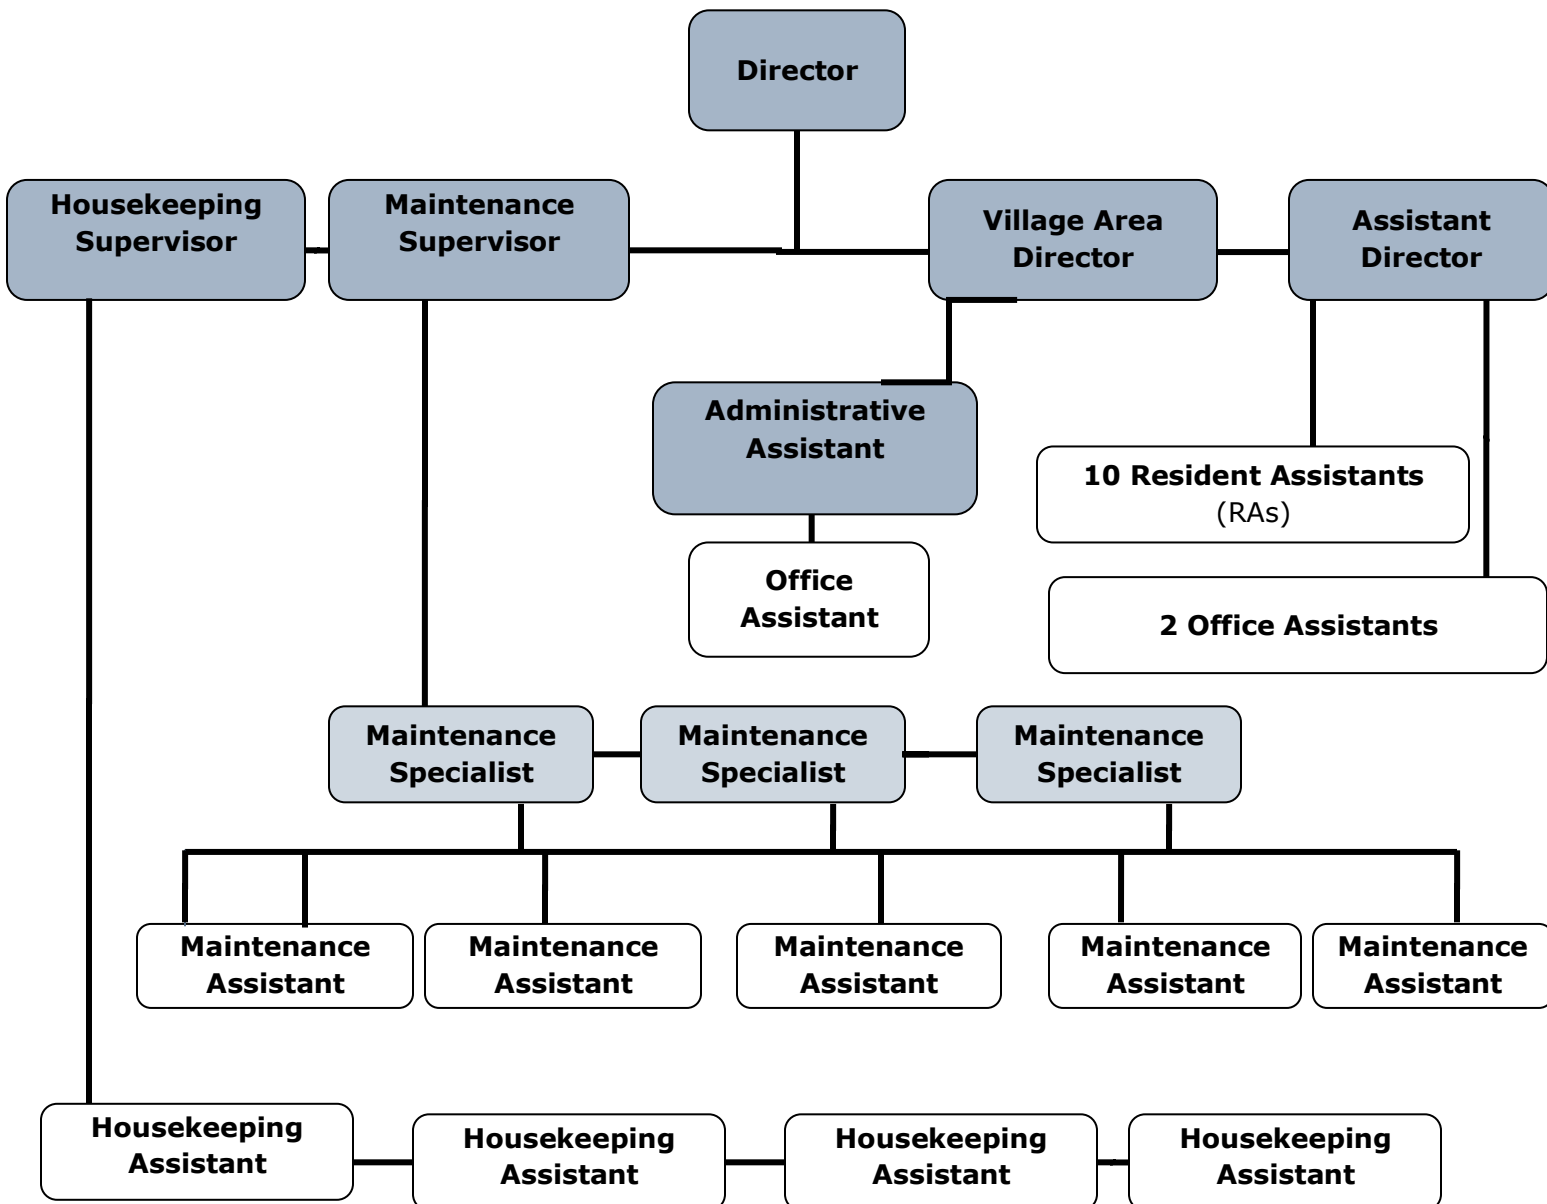 Director
Housekeeping
Supervisor
Maintenance
Supervisor
Village Area
Director
Assistant
Director
Administrative
Assistant
10 Resident Assistants
(RAs)
Office
Assistant
2 Office Assistants
Maintenance
Specialist
Maintenance
Specialist
Maintenance
Specialist
Maintenance
Assistant
Maintenance
Assistant
Maintenance
Assistant
Maintenance
Assistant
Maintenance
Assistant
Housekeeping
Assistant
Housekeeping
Assistant
Housekeeping
Assistant
Housekeeping
Assistant